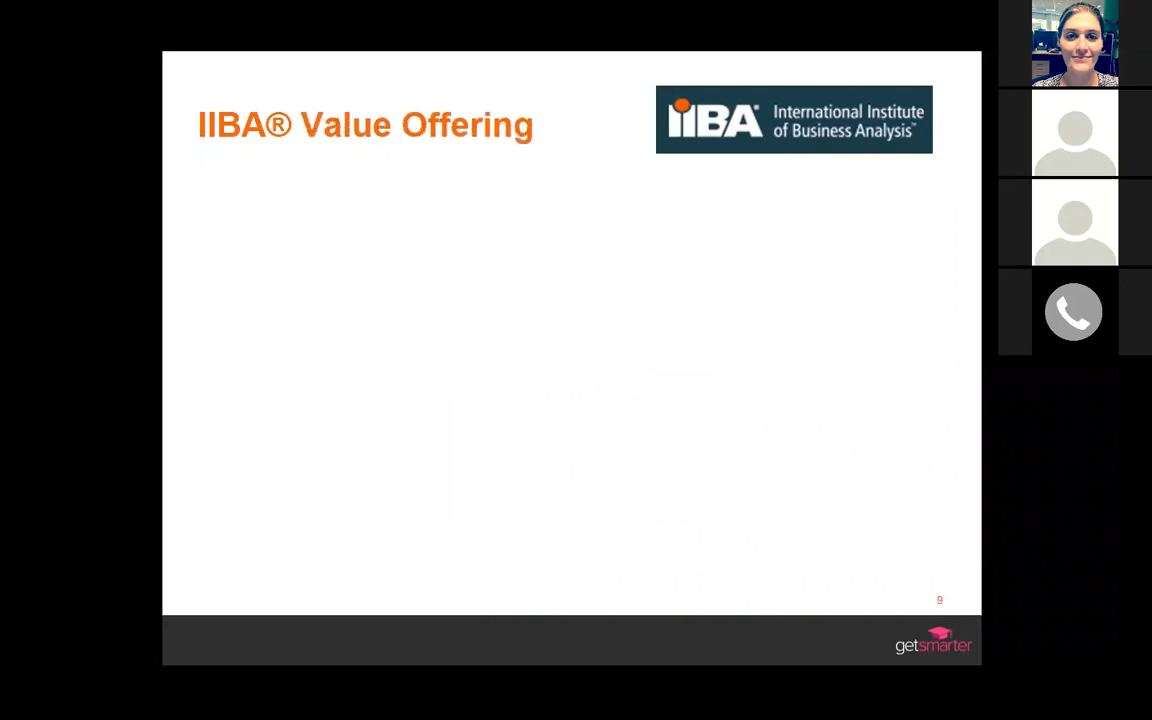 IIBA® Value Offering
iiBA® International Institute
of Business Analysis™
9
getsmarter